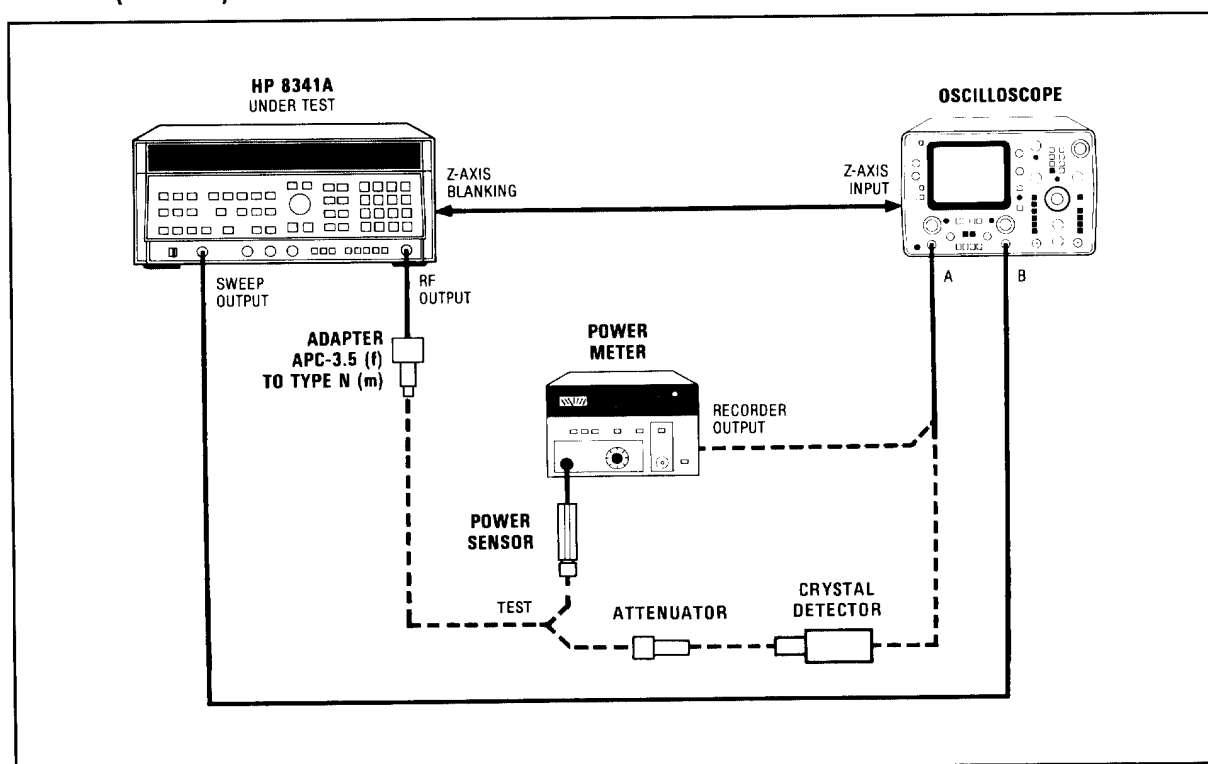 HP 8341A
UNDER TEST
OSCILLOSCOPE
Z-AXIS
BLANKING
Z-AXIS
INPUT
SWEEP
OUTPUT
RF
OUTPUT
A
B
ADAPTER
APC-3.5 (f)
TO TYPE N (m)
POWER
METER
RECORDER
OUTPUT
POWER
SENSOR
TEST
ATTENUATOR
CRYSTAL
DETECTOR